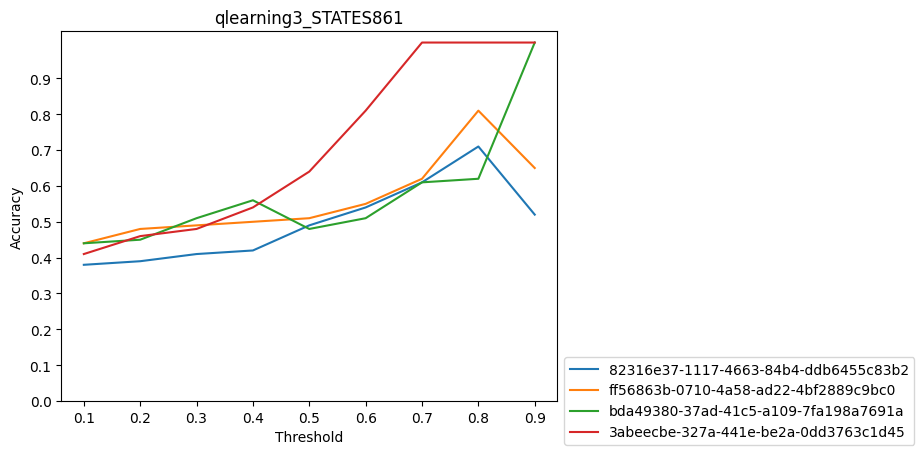 qlearning3_STATES861
Accuracy
0.9
0.8
0.7
0.6
0.5
0.4
0.3
0.2
0.1
0.0
0.1 0.2 0.3 0.4 0.5 0.6 0.7 0.8 0.9
Threshold
82316e37-1117-4663-84b4-ddb6455c83b2
ff56863b-0710-4a58-ad22-4bf2889c9bc0
bda49380-37ad-41c5-a109-7fa198a7691a
3abeecbe-327a-441e-be2a-0dd3763c1d45